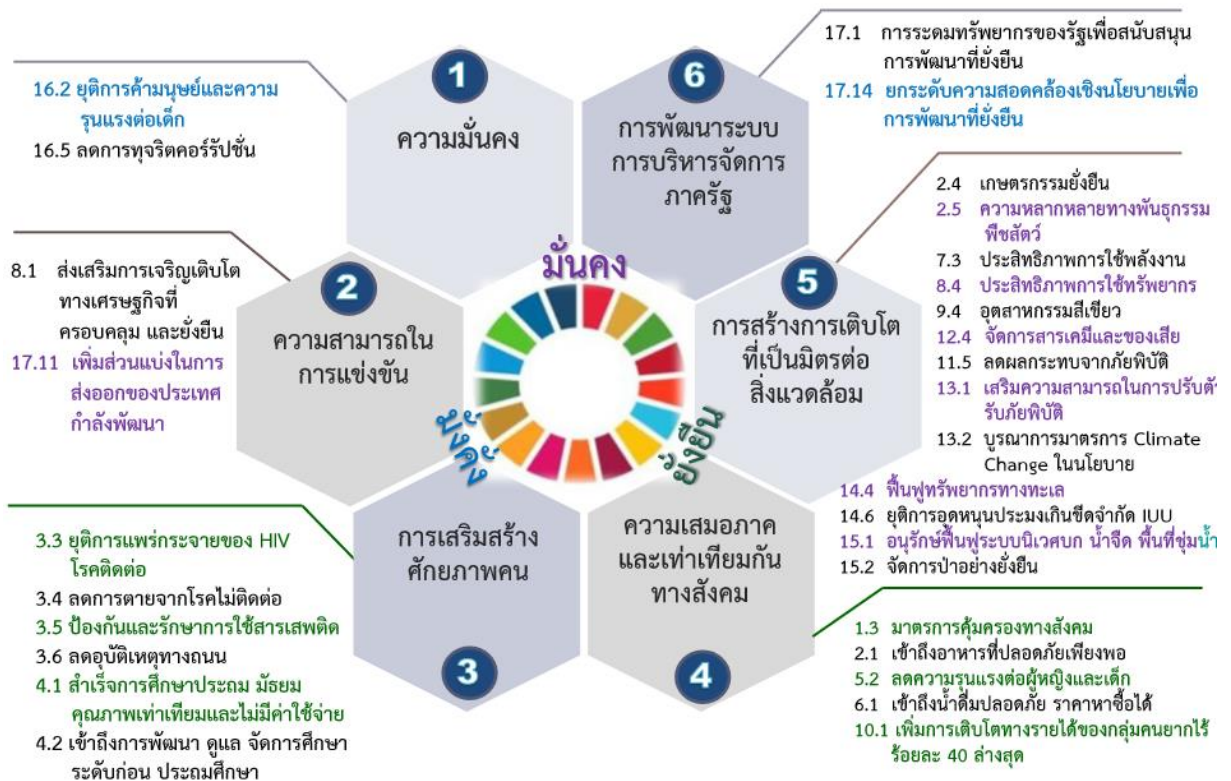 1
ความมั่นคง
16.2 ยุติการค้ามนุษย์และความ
รุนแรงต่อเด็ก
16.5 ลดการทุจริตคอร์รัปชั่น
2
ความสามารถใน
การแข่งขัน
8.1 ส่งเสริมการเจริญเติบโต
ทางเศรษฐกิจที่
ครอบคลุม และยั่งยืน
17.11 เพิ่มส่วนแบ่งในการ
ส่งออกของประเทศ
กำลังพัฒนา
การเสริมสร้าง
ศักยภาพคน
3
3.3 ยุติการแพร่กระจายของ HIV
โรคติดต่อ
3.4 ลดการตายจากโรคไม่ติดต่อ
3.5 ป้องกันและรักษาการใช้สารเสพติด
3.6 ลดอุบัติเหตุทางถนน
4.1 สำเร็จการศึกษาประถม มัธยม
คุณภาพเท่าเทียมและไม่มีค่าใช้จ่าย
4.2 เข้าถึงการพัฒนา ดูแล จัดการศึกษา
ระดับก่อน ประถมศึกษา
มั่นคง
มั่งคั่ง
ยั่งยืน
6
การพัฒนาระบบ
การบริหารจัดการ
ภาครัฐ
17.1 การระดมทรัพยากรของรัฐเพื่อสนับสนุน
การพัฒนาที่ยั่งยืน
17.14 ยกระดับความสอดคล้องเชิงนโยบายเพื่อ
การพัฒนาที่ยั่งยืน
5
การสร้างการเติบโต
ที่เป็นมิตรต่อ
สิ่งแวดล้อม
2.4 เกษตรกรรมยั่งยืน
2.5 ความหลากหลายทางพันธุกรรม
พืชสัตว์
7.3 ประสิทธิภาพการใช้พลังงาน
8.4 ประสิทธิภาพการใช้ทรัพยากร
9.4 อุตสาหกรรมสีเขียว
12.4 จัดการสารเคมีและของเสีย
11.5 ลดผลกระทบจากภัยพิบัติ
13.1 เสริมความสามารถในการปรับตัว
รับภัยพิบัติ
13.2 บูรณาการมาตรการ Climate
Change ในนโยบาย
14.4 ฟื้นฟูทรัพยากรทางทะเล
14.6 ยุติการอุดหนุนประมงเกินขีดจำกัด IUU
15.1 อนุรักษ์ฟื้นฟูระบบนิเวศบก น้ำจืด พื้นที่ชุ่มน้ำ
15.2 จัดการป่าอย่างยั่งยืน
ความเสมอภาค
และเท่าเทียมกัน
ทางสังคม
4
1.3 มาตรการคุ้มครองทางสังคม
2.1 เข้าถึงอาหารที่ปลอดภัยเพียงพอ
5.2 ลดความรุนแรงต่อผู้หญิงและเด็ก
6.1 เข้าถึงน้ำดื่มปลอดภัย ราคาหาซื้อได้
10.1 เพิ่มการเติบโตทางรายได้ของกลุ่มคนยากไร้
ร้อยละ 40 ล่างสุด